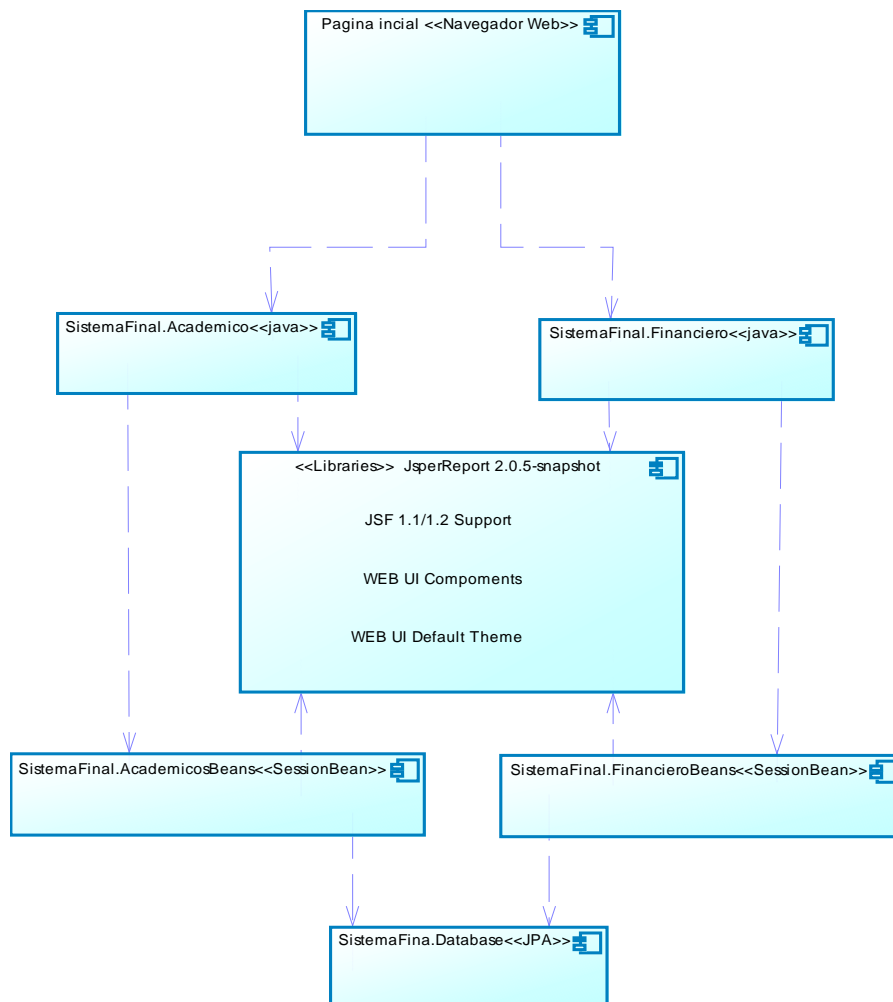 Pagina incial <<Navegador Web>>
SistemaFinal.Academico<<java>>
SistemaFinal.Financiero<<java>>
<<Libraries>> JsperReport 2.0.5-snapshot
JSF 1.1/1.2 Support
WEB UI Compoments
WEB UI Default Theme
SistemaFinal.AcademicosBeans<<SessionBean>>
SistemaFinal.FinancieroBeans<<SessionBean>>
SistemaFina.Database<<JPA>>